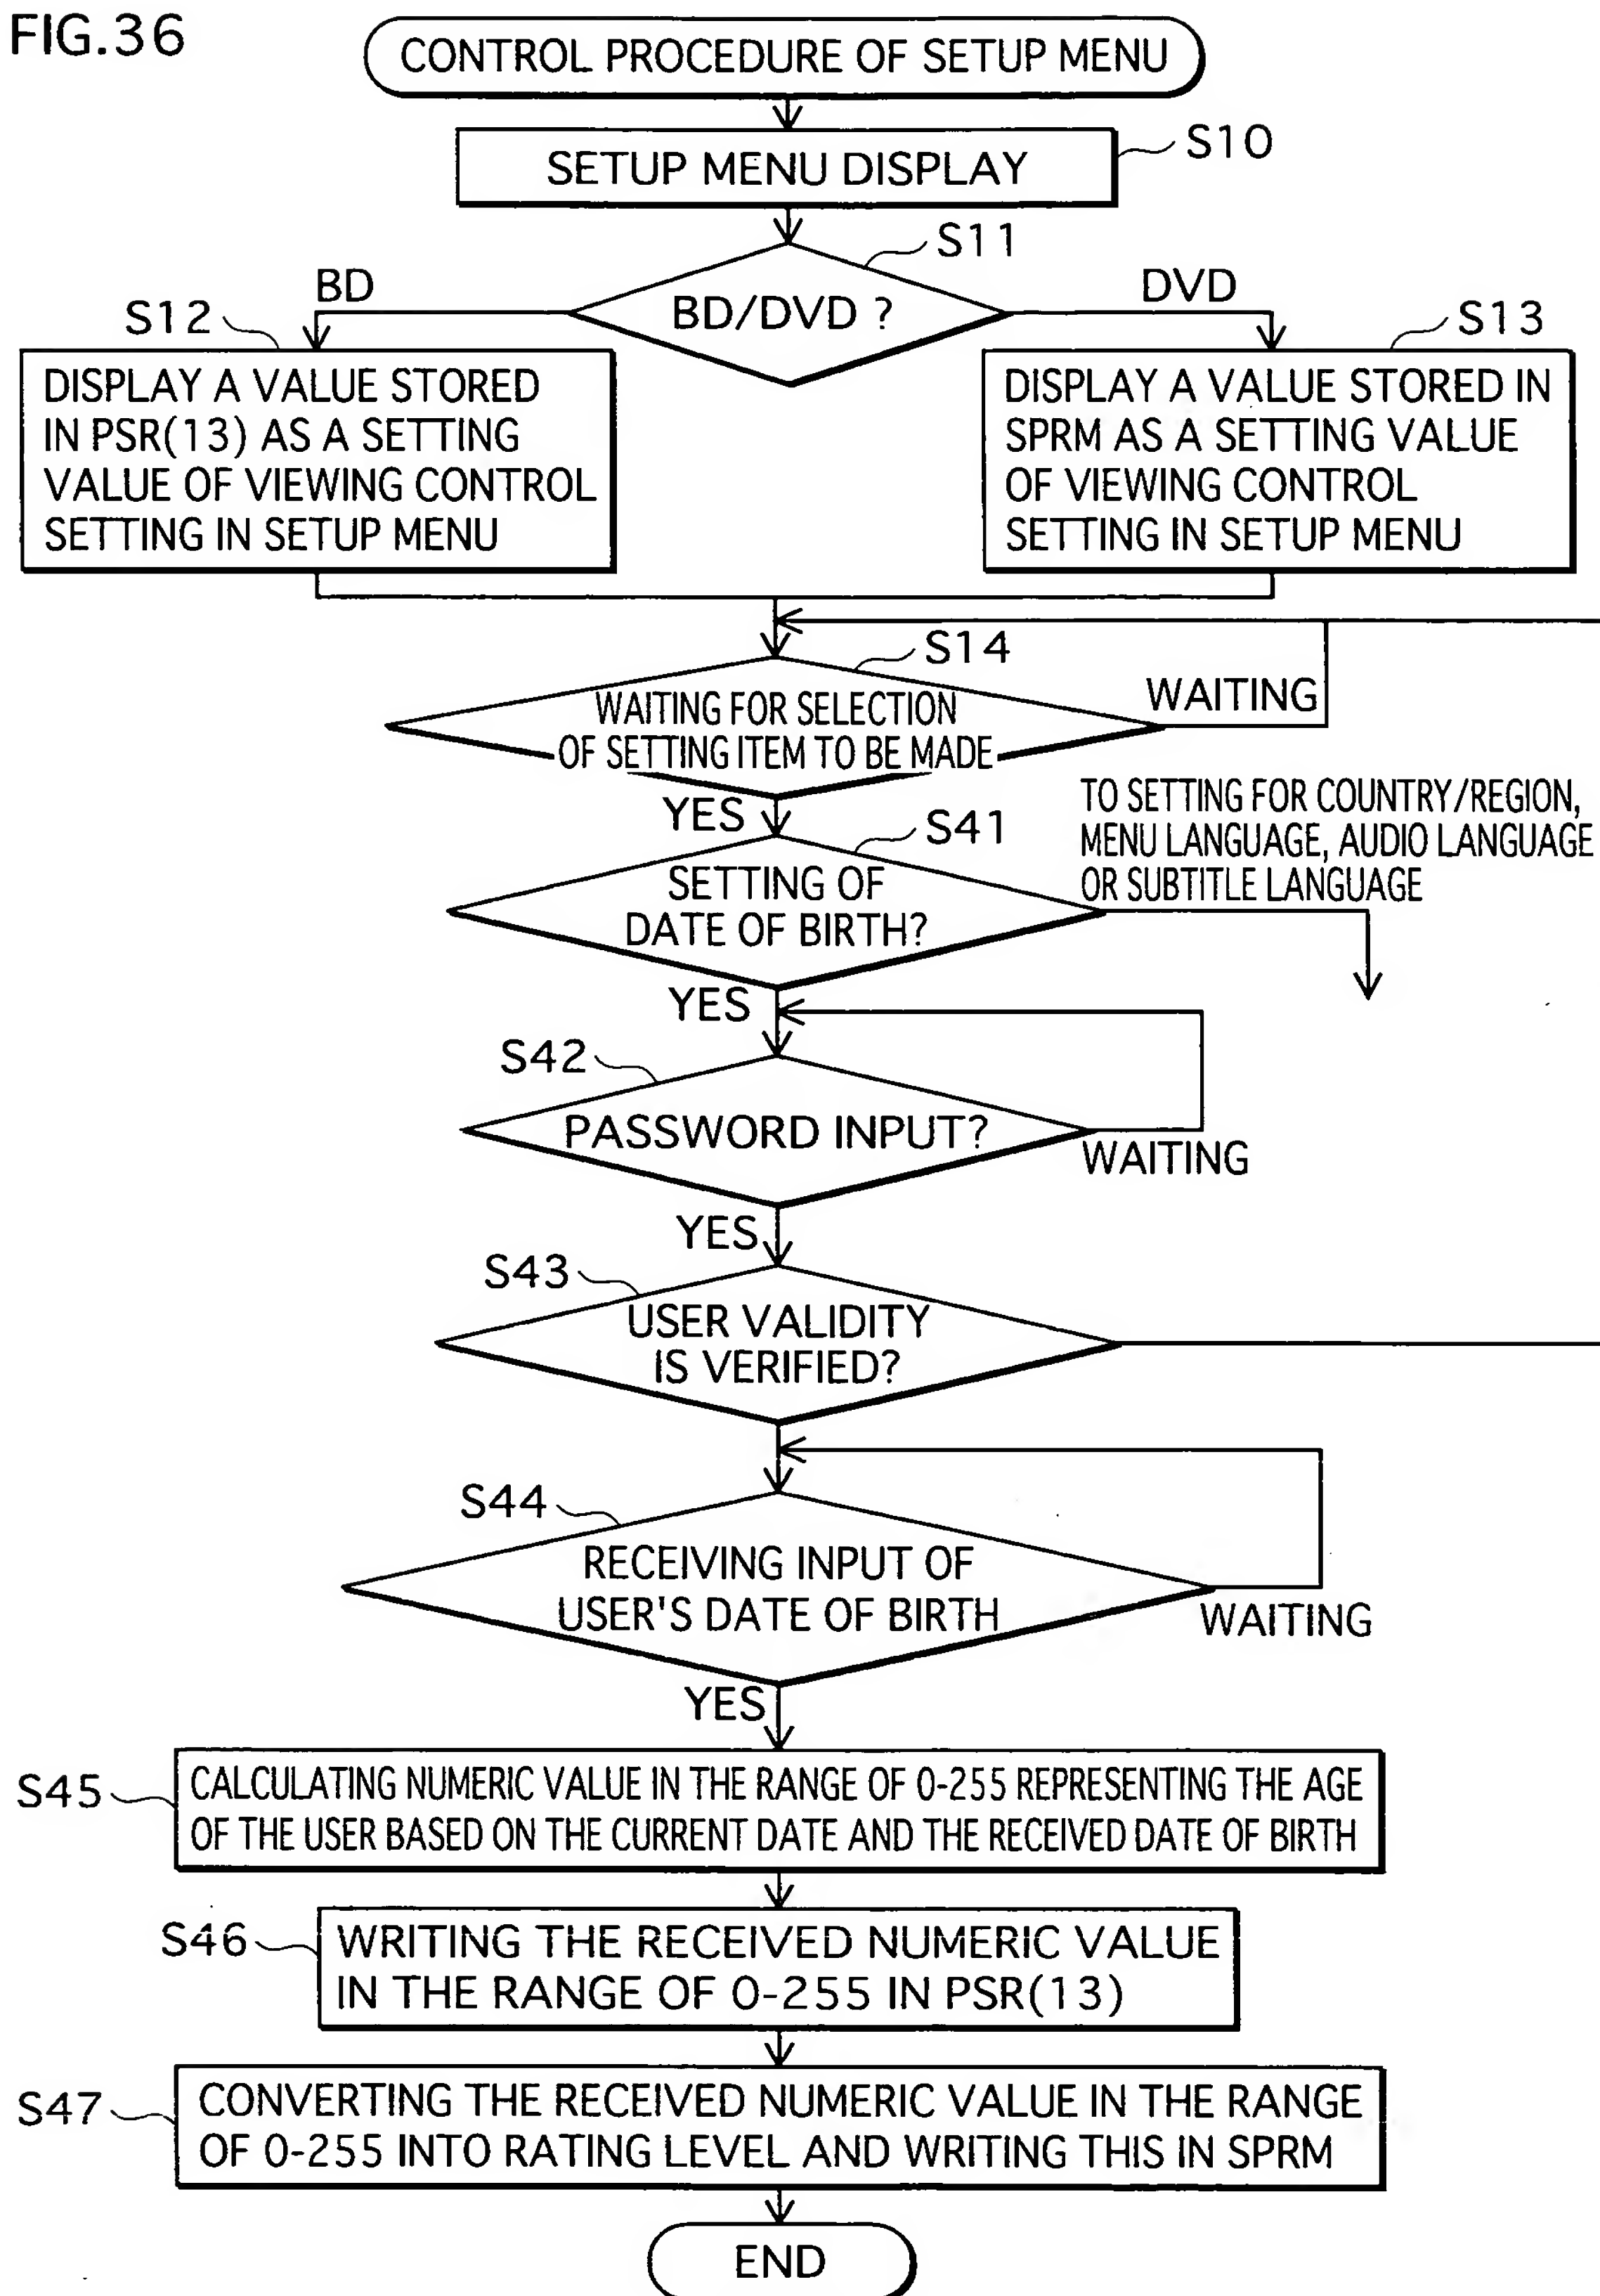 FIG.36
CONTROL PROCEDURE OF SETUP MENU
SETUP MENU DISPLAY
S10
S11
BD/DVD ?
BD
DVD
S12
S13
DISPLAY A VALUE STORED
IN PSR(13) AS A SETTING
VALUE OF VIEWING CONTROL
SETTING IN SETUP MENU
DISPLAY A VALUE STORED IN
SPRM AS A SETTING VALUE
OF VIEWING CONTROL
SETTING IN SETUP MENU
S14
WAITING FOR SELECTION
OF SETTING ITEM TO BE MADE
WAITING
YES
S41
SETTING OF
DATE OF BIRTH?
TO SETTING FOR COUNTRY/REGION,
MENU LANGUAGE, AUDIO LANGUAGE
OR SUBTITLE LANGUAGE
YES
S42
PASSWORD INPUT?
WAITING
YES
S43
USER VALIDITY
IS VERIFIED?
S44
RECEIVING INPUT OF
USER'S DATE OF BIRTH
WAITING
YES
S45
CALCULATING NUMERIC VALUE IN THE RANGE OF 0-255 REPRESENTING THE AGE
OF THE USER BASED ON THE CURRENT DATE AND THE RECEIVED DATE OF BIRTH
S46
WRITING THE RECEIVED NUMERIC VALUE
IN THE RANGE OF 0-255 IN PSR(13)
S47
CONVERTING THE RECEIVED NUMERIC VALUE IN THE RANGE
OF 0-255 INTO RATING LEVEL AND WRITING THIS IN SPRM
END